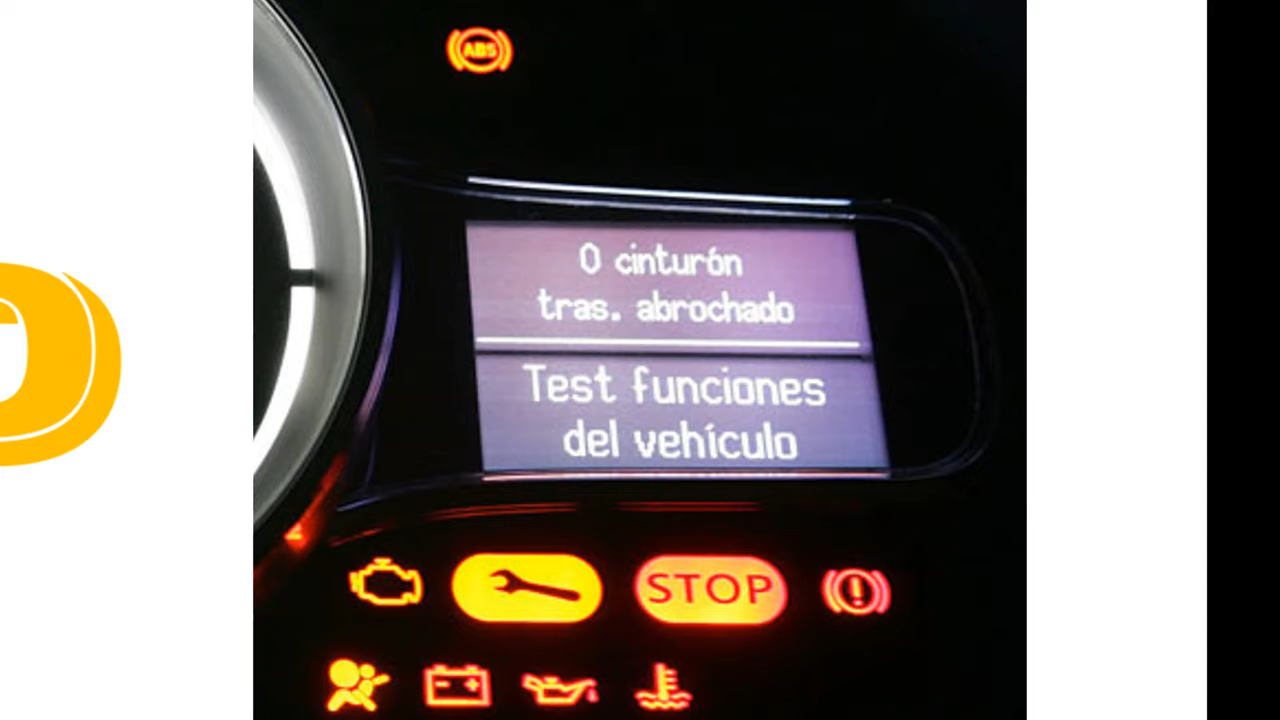 ABS
0 cinturón
tras. abrochado
Test funciones
del vehículo
STOP